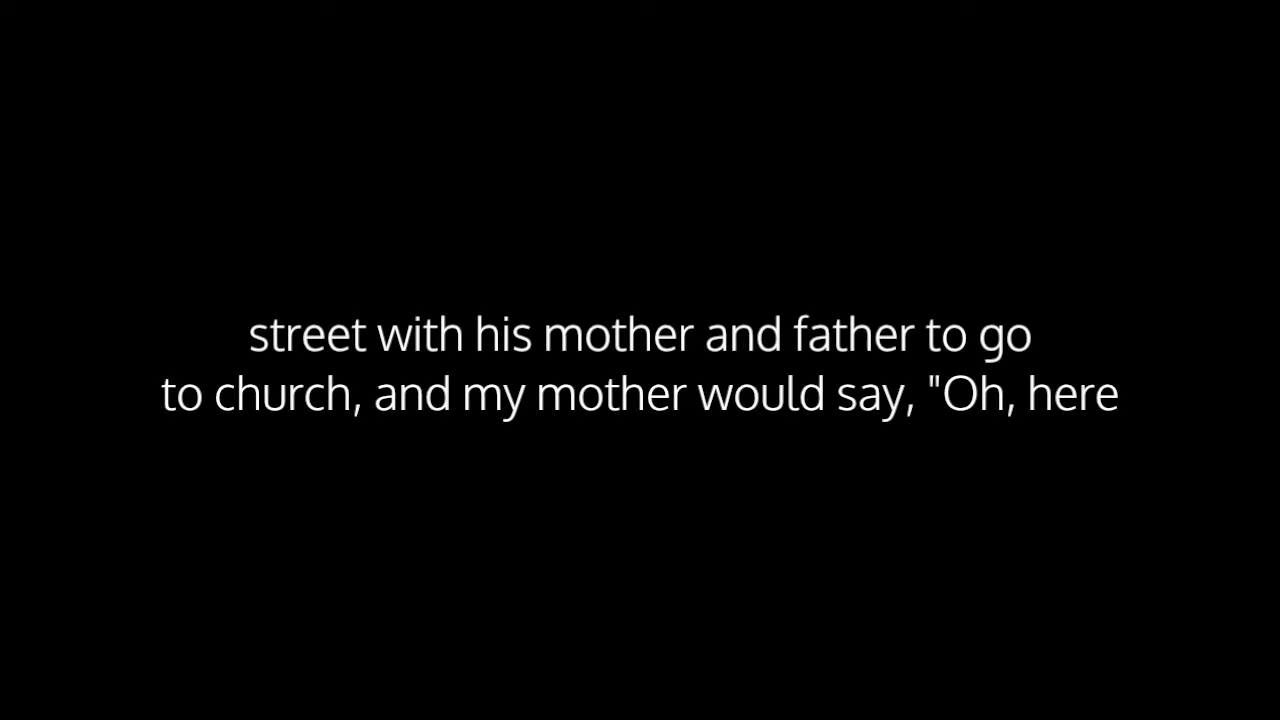 street with his mother and father to go
to church, and my mother would say, "Oh, here